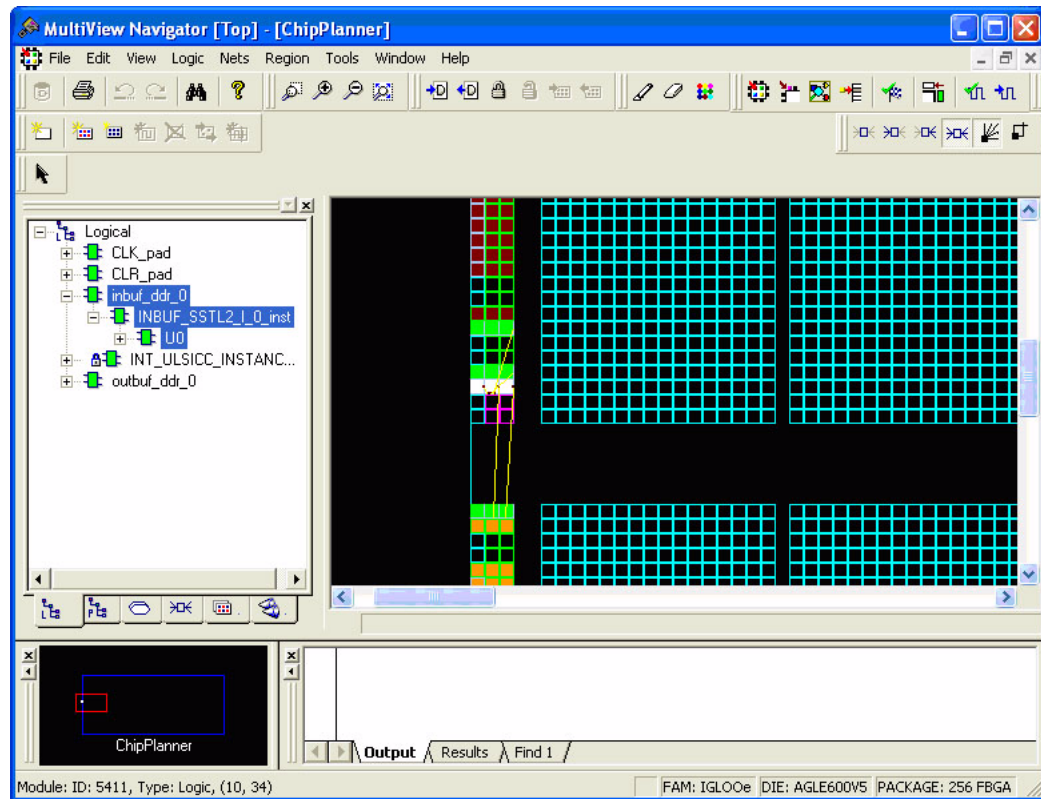 MultiView Navigator [Top] - [ChipPlanner]
File Edit View Logic Nets Region Tools Window Help
Logical
CLK_pad
CLR_pad
inbuf_ddr_0
INBUF_SSTL2_I_0_inst
U0
INT_ULSICC_INSTANC...
outbuf_ddr_0
ChipPlanner
Output Results Find 1
Module: ID: 5411, Type: Logic, (10, 34)
FAM: IGLOOe DIE: AGLE600V5 PACKAGE: 256 FBGA